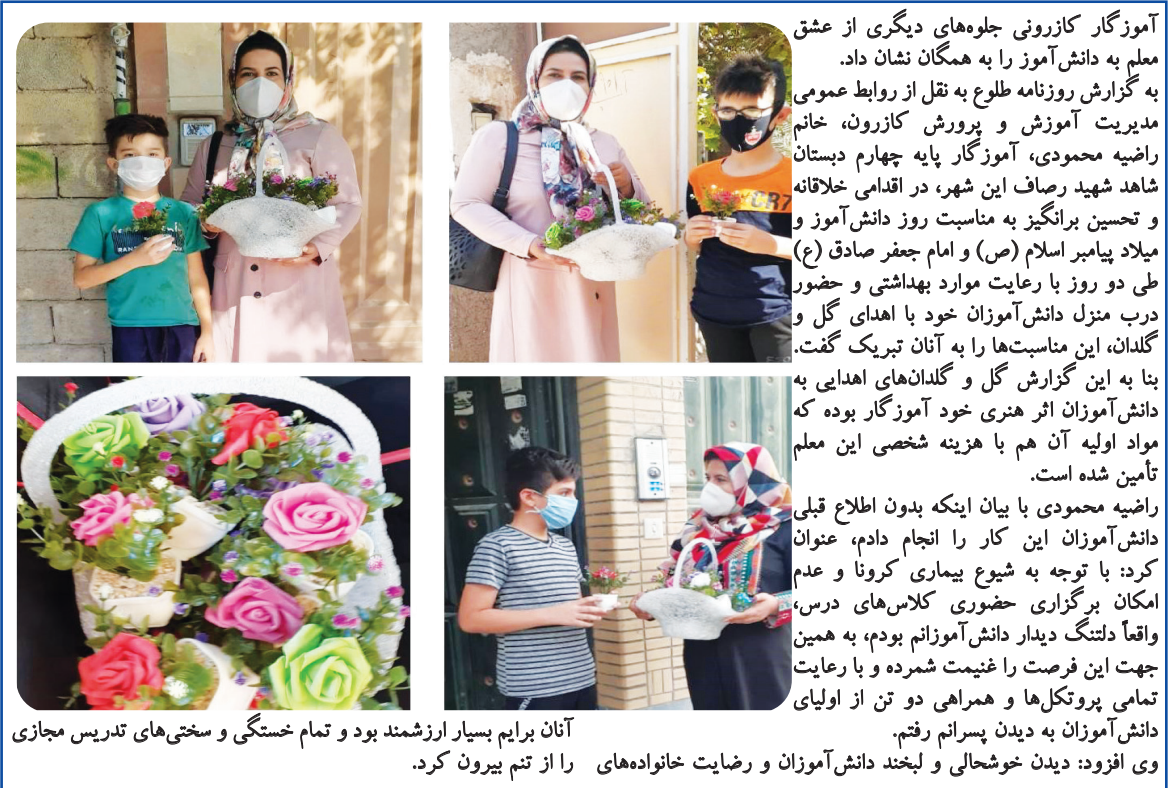 آموزگار کازرونی جلوه‌های دیگری از عشق
معلم به دانش‌آموز را به همگان نشان داد.
به گزارش روزنامه طلوع به نقل از روابط عمومی
مدیریت آموزش و پرورش کازرون، خانم
راضیه محمودی، آموزگار پایه چهارم دبستان
شاهد شهید رصاف این شهر، در اقدامی خلاقانه
و تحسین برانگیز به مناسبت روز دانش‌آموز و
میلاد پیامبر اسلام (ص) و امام جعفر صادق (ع)
طی دو روز با رعایت موارد بهداشتی و حضور
درب منزل دانش‌آموزان خود با اهدای گل و
گلدان، این مناسبت‌ها را به آنان تبریک گفت.
بنا به این گزارش گل و گلدان‌های اهدایی به
دانش‌آموزان اثر هنری خود آموزگار بوده که
مواد اولیه آن هم با هزینه شخصی این معلم
تأمین شده است.
راضیه محمودی با بیان اینکه بدون اطلاع قبلی
دانش‌آموزان این کار را انجام دادم، عنوان
کرد: با توجه به شیوع بیماری کرونا و عدم
امکان برگزاری حضوری کلاس‌های درس،
واقعاً دلتنگ دیدار دانش‌آموزانم بودم، به همین
جهت این فرصت را غنیمت شمرده و با رعایت
تمامی پروتکل‌ها و همراهی دو تن از اولیای
دانش‌آموزان به دیدن پسرانم رفتم.
وی افزود: دیدن خوشحالی و لبخند دانش‌آموزان و رضایت خانواده‌های
آنان برایم بسیار ارزشمند بود و تمام خستگی و سختی‌های تدریس مجازی
را از تنم بیرون کرد.